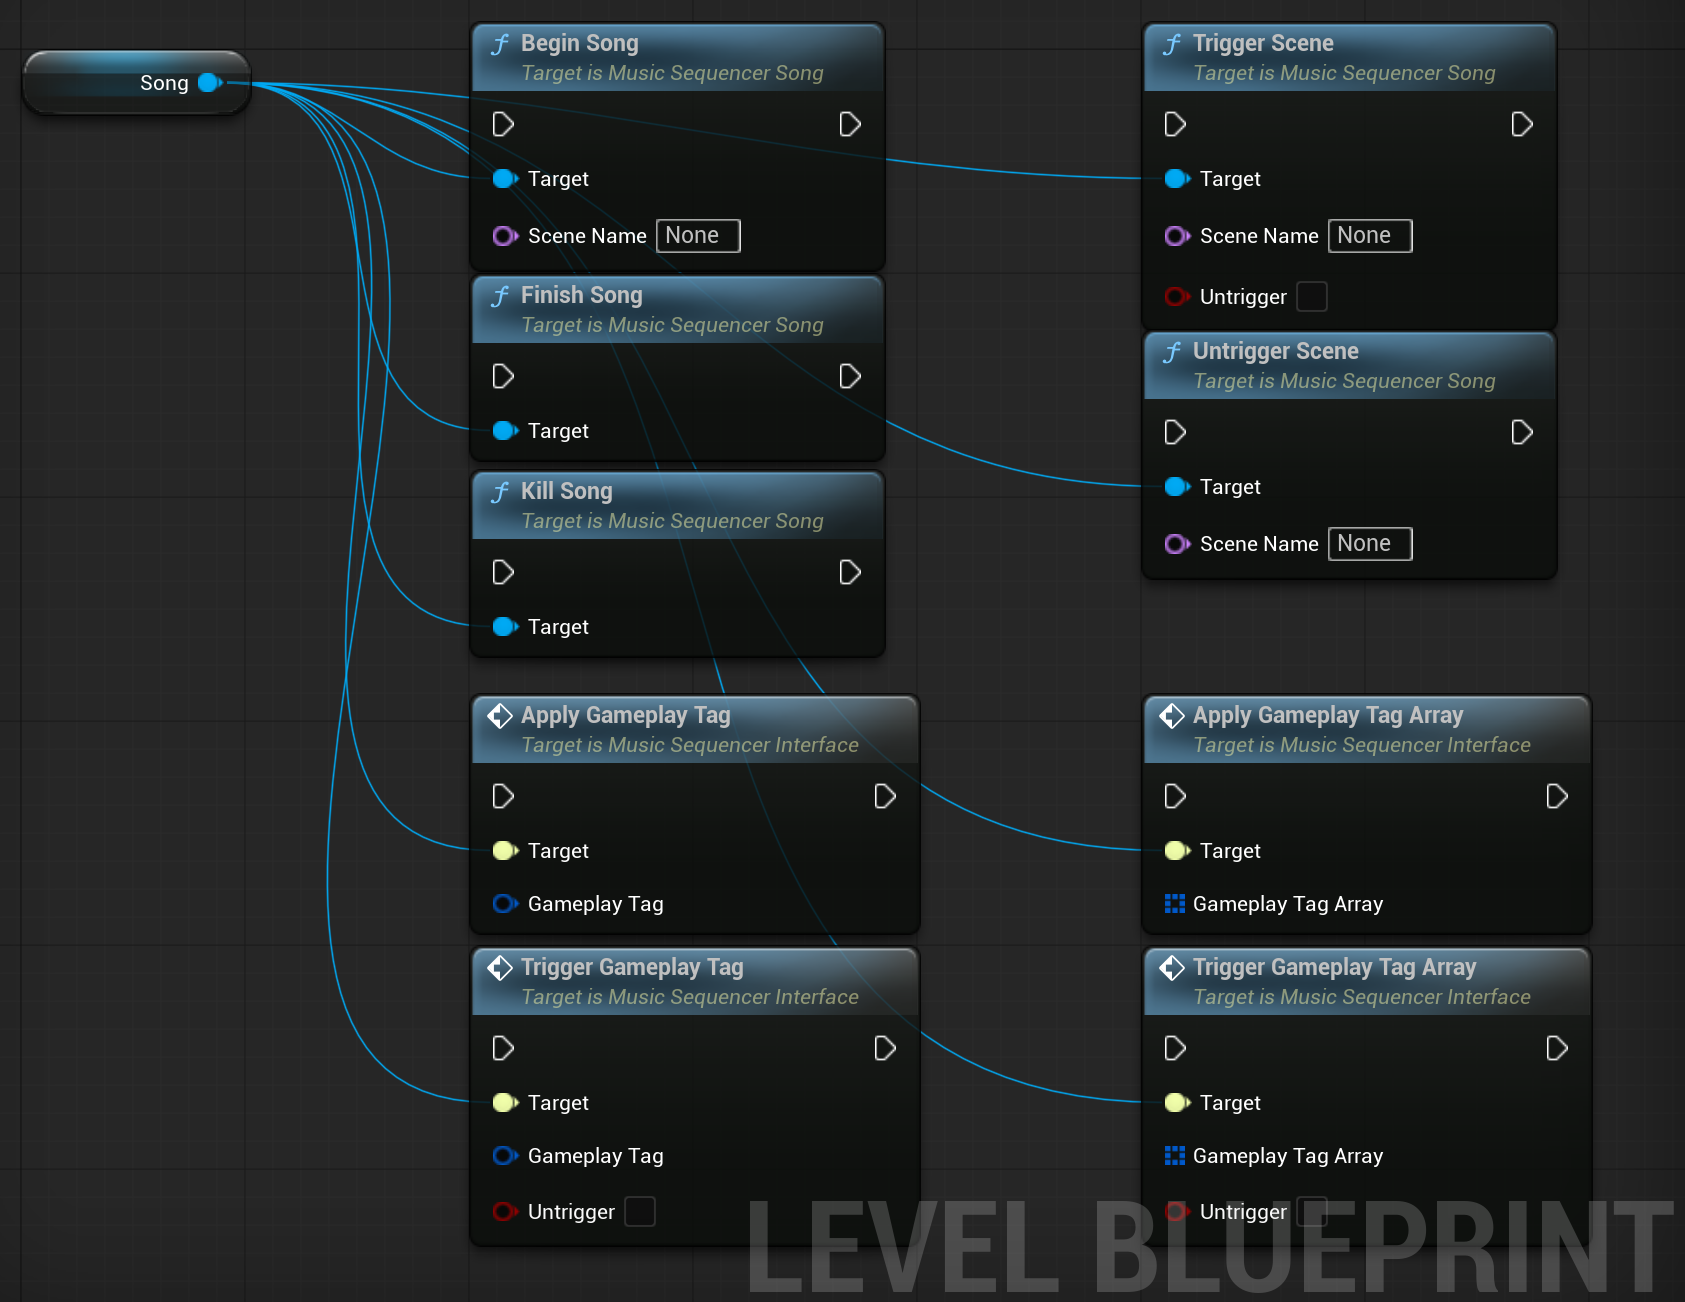 Song
Begin Song
Target is Music Sequencer Song
Target
Scene Name None
Finish Song
Target is Music Sequencer Song
Target
Kill Song
Target is Music Sequencer Song
Target
Trigger Scene
Target is Music Sequencer Song
Target
Scene Name None
Untrigger
Untrigger Scene
Target is Music Sequencer Song
Target
Scene Name None
Apply Gameplay Tag
Target is Music Sequencer Interface
Target
Gameplay Tag
Trigger Gameplay Tag
Target is Music Sequencer Interface
Target
Gameplay Tag
Untrigger
Apply Gameplay Tag Array
Target is Music Sequencer Interface
Target
Gameplay Tag Array
Trigger Gameplay Tag Array
Target is Music Sequencer Interface
Target
Gameplay Tag Array
Untrigger
LEVEL BLUEPRINT